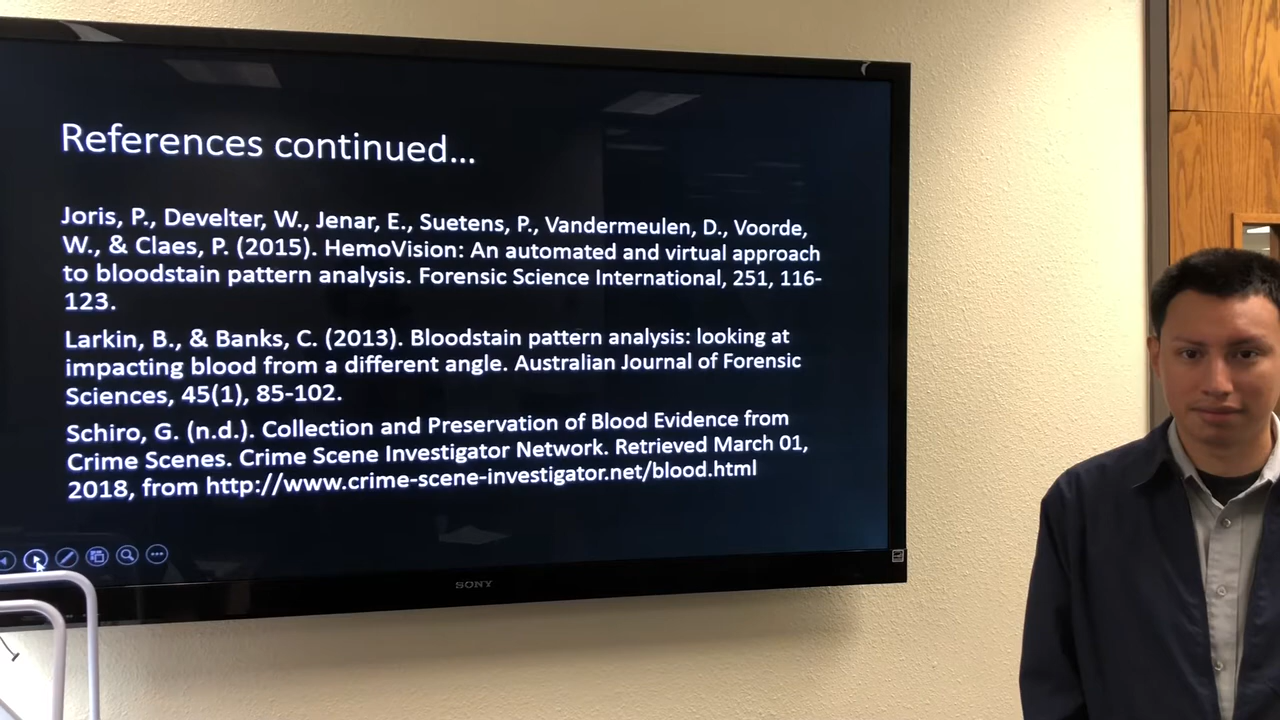 References continued...
Joris, P., Develter, W., Jenar, E., Suetens, P., Vandermeulen, D., Voorde,
W., & Claes, P. (2015). HemoVision: An automated and virtual approach
to bloodstain pattern analysis. Forensic Science International, 251, 116-
123.
Larkin, B., & Banks, C. (2013). Bloodstain pattern analysis: looking at
impacting blood from a different angle. Australian Journal of Forensic
Sciences, 45(1), 85-102.
Schiro, G. (n.d.). Collection and Preservation of Blood Evidence from
Crime Scenes. Crime Scene Investigator Network. Retrieved March 01,
2018, from http://www.crime-scene-investigator.net/blood.html
SONY